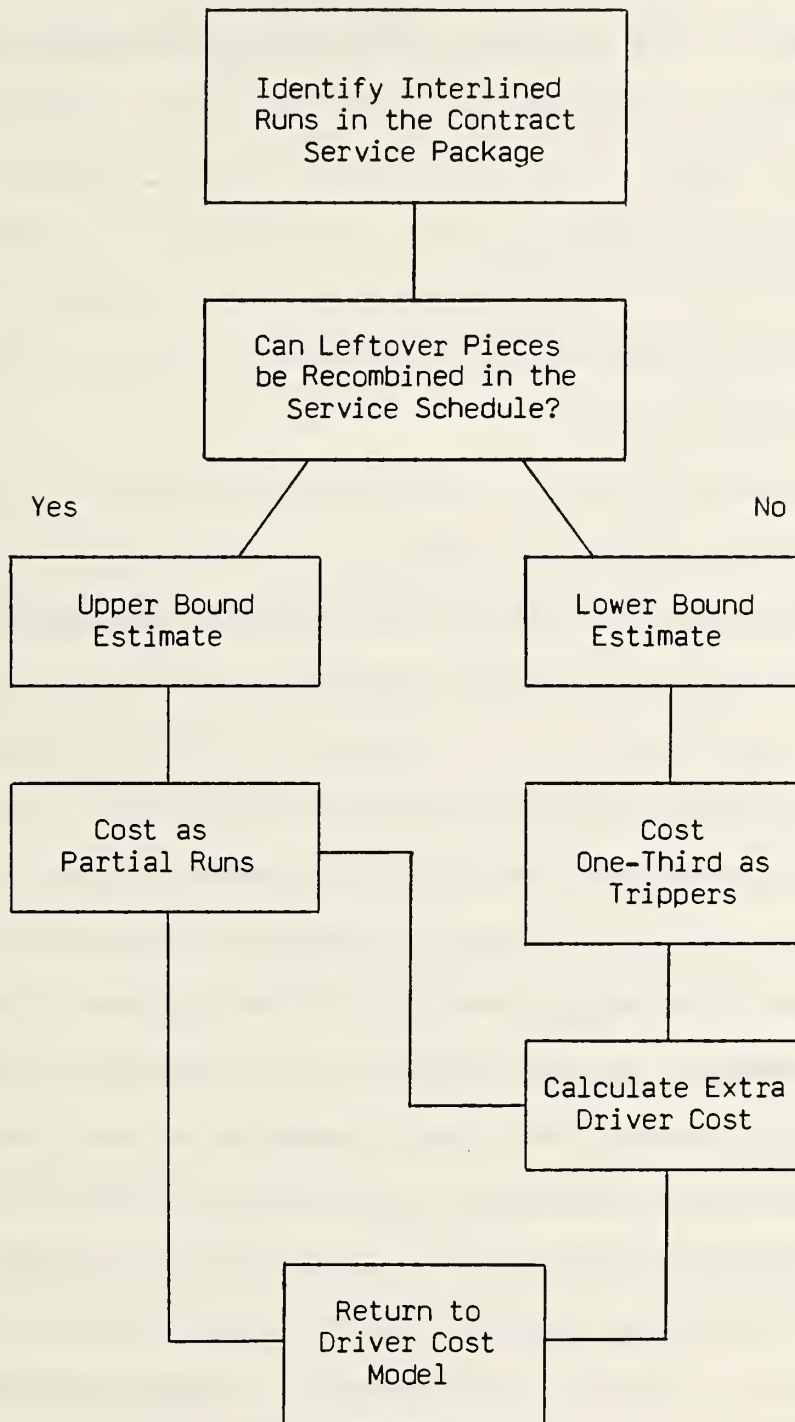 Identify Interlined
Runs in the Contract
Service Package
Can Leftover Pieces
be Recombined in the
Service Schedule?
Yes
No
Upper Bound
Estimate
Lower Bound
Estimate
Cost as
Partial Runs
Cost
One-Third as
Trippers
Calculate Extra
Driver Cost
Return to
Driver Cost
Model